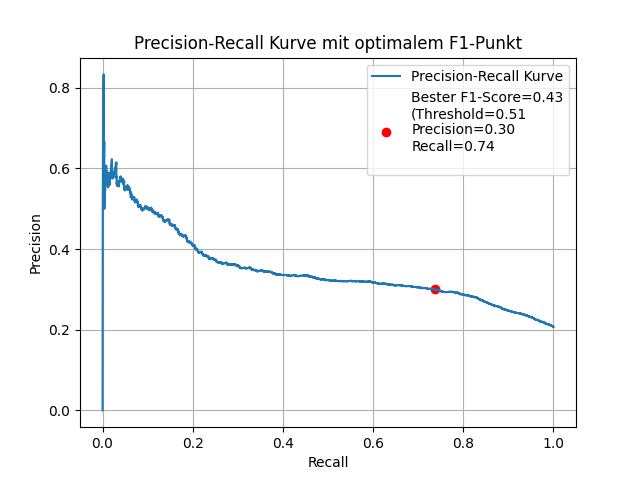 Precision-Recall Kurve mit optimalem F1-Punkt
Precision-Recall Kurve
Bester F1-Score=0.43
(Threshold=0.51
Precision=0.30
Recall=0.74
Precision
0.8
0.6
0.4
0.2
0.0
0.0 0.2 0.4 0.6 0.8 1.0
Recall